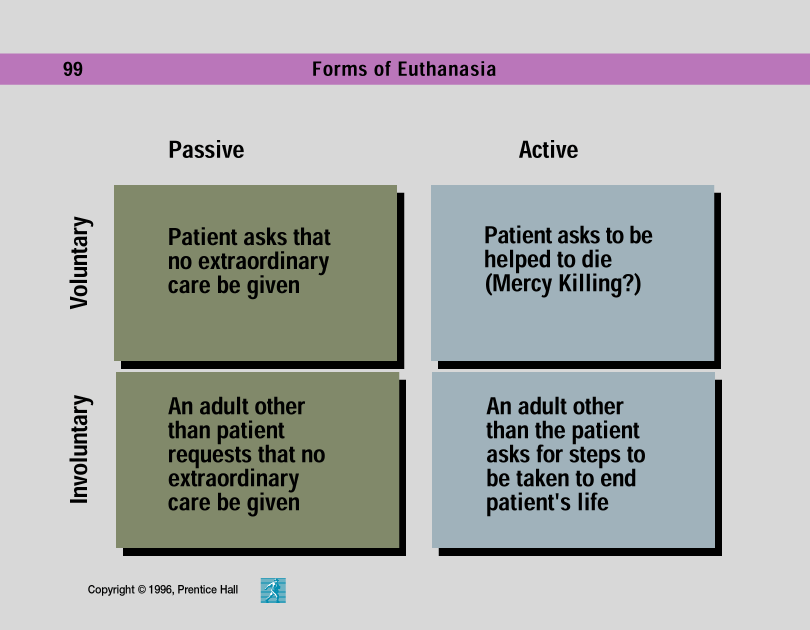 99
Forms of Euthanasia
Passive
Active
Voluntary
Patient asks that
no extraordinary
care be given
Patient asks to be
helped to die
(Mercy Killing?)
Involuntary
An adult other
than patient
requests that no
extraordinary
care be given
An adult other
than the patient
asks for steps to
be taken to end
patient's life
Copyright © 1996, Prentice Hall